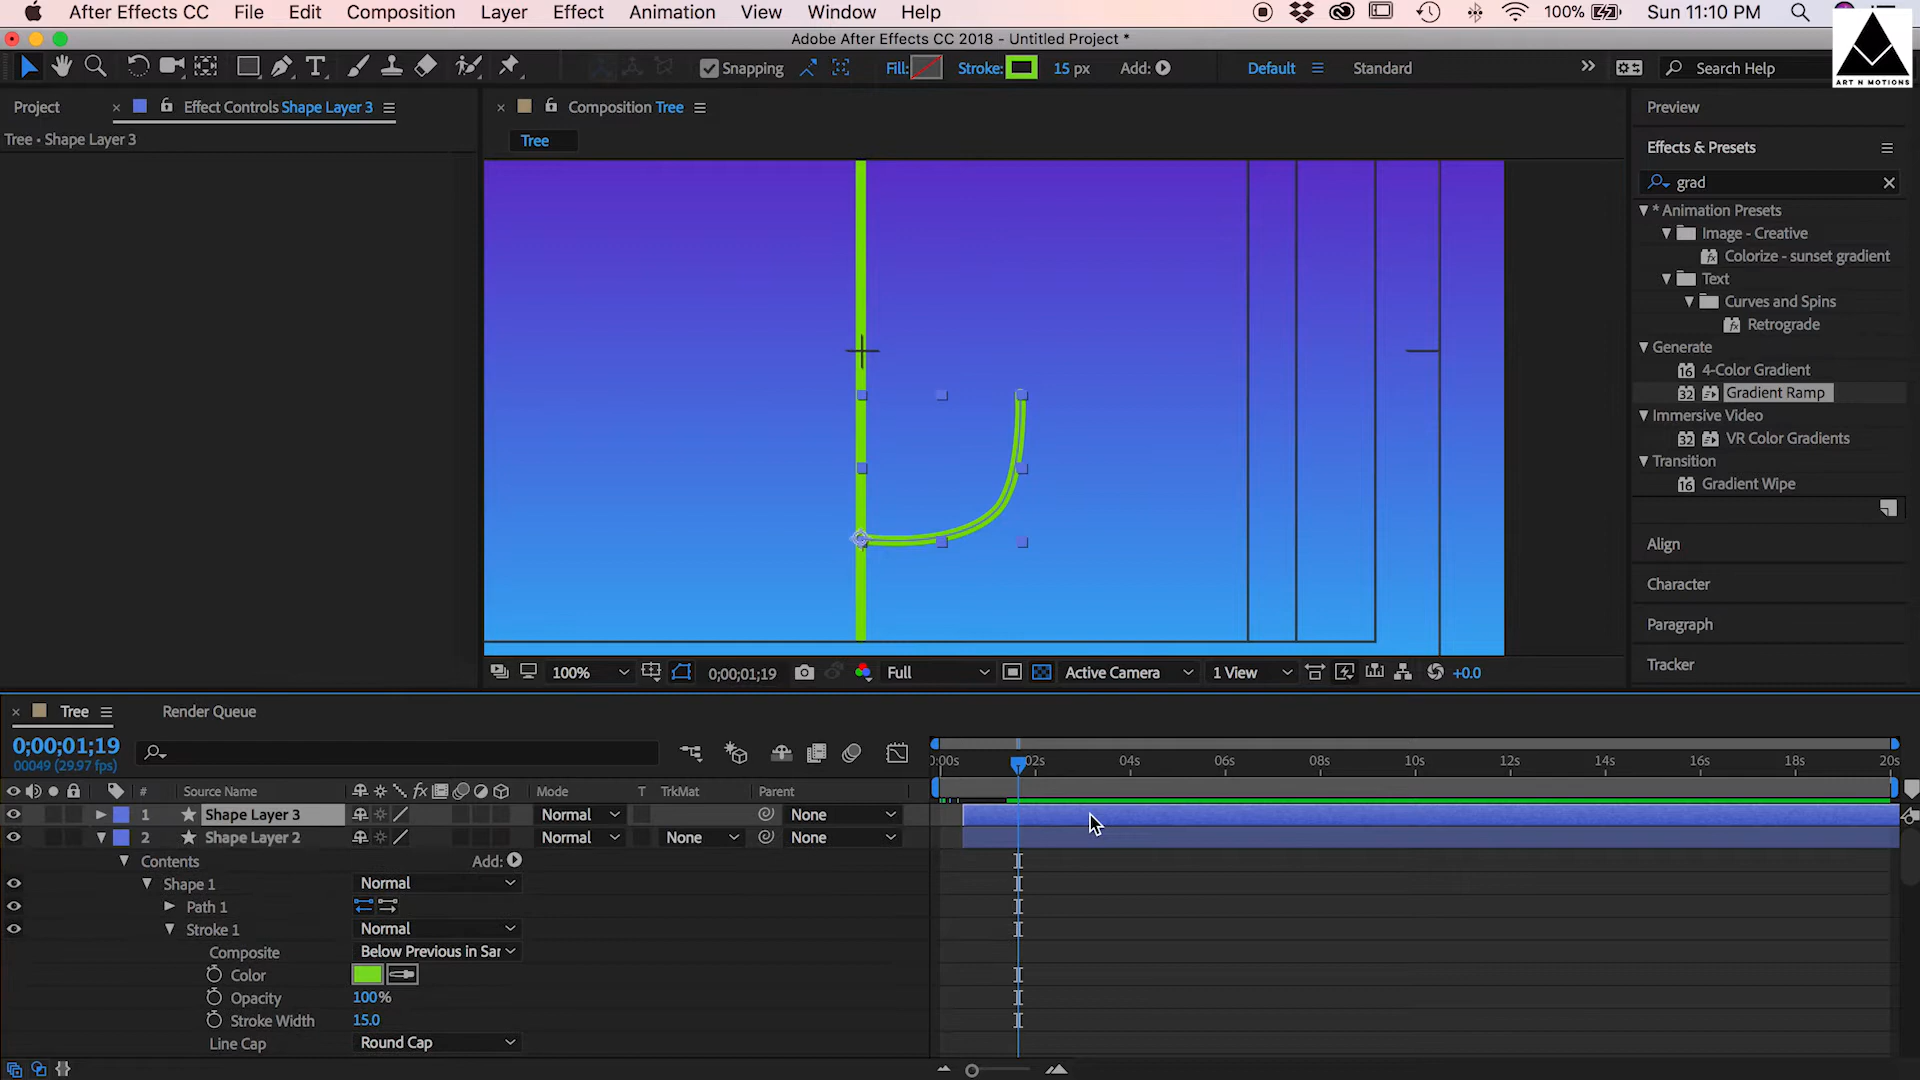 After Effects CC File Edit Composition Layer Effect Animation View Window Help 100% Sun 11:10 PM
Adobe After Effects CC 2018 - Untitled Project *
Snapping Fill: Stroke: 15 px Add: Default Standard Search Help
ART N MOTIONS
Project Effect Controls Shape Layer 3 Composition Tree Preview
Tree • Shape Layer 3
Tree
Effects & Presets
grad
* Animation Presets
Image - Creative
Colorize - sunset gradient
Text
Curves and Spins
Retrograde
Generate
16 4-Color Gradient
32 Gradient Ramp
Immersive Video
32 VR Color Gradients
Transition
16 Gradient Wipe
Align
Character
Paragraph
Tracker
100% 0;00;01;19 Full Active Camera 1 View +0.0
Tree Render Queue
0;00;01;19
00049 (29.97 fps)
0:00s 02s 04s 06s 08s 10s 12s 14s 16s 18s 20s
# Source Name fx Mode T TrkMat Parent
1 Shape Layer 3 Normal None
2 Shape Layer 2 Normal None None
Contents Add:
Shape 1 Normal
Path 1
Stroke 1 Normal
Composite Below Previous in Sar
Color
Opacity 100%
Stroke Width 15.0
Line Cap Round Cap